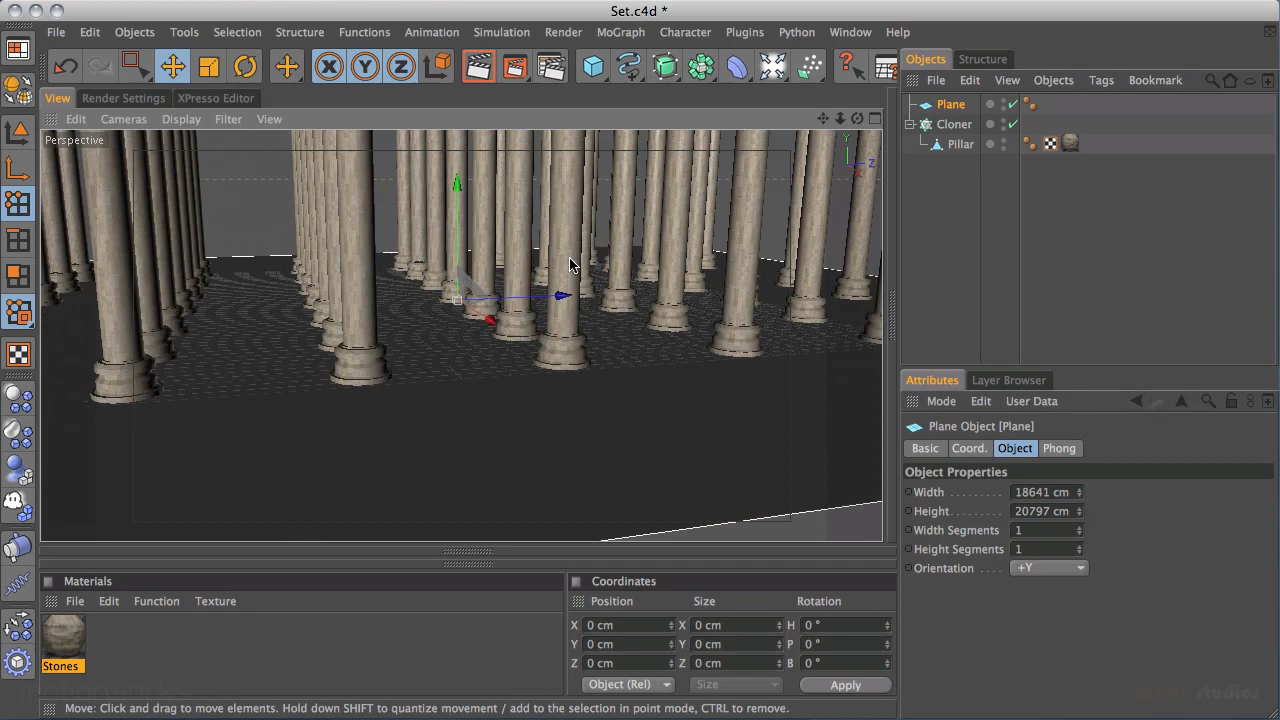 Set.c4d *
File Edit Objects Tools Selection Structure Functions Animation Simulation Render MoGraph Character Plugins Python Window Help
View Render Settings XPresso Editor
Edit Cameras Display Filter View
Perspective
Y
Z
X
Objects Structure
File Edit View Objects Tags Bookmark
Plane
Cloner
Pillar
Attributes Layer Browser
Mode Edit User Data
Plane Object [Plane]
Basic Coord. Object Phong
Object Properties
Width . . . . . . . . . 18641 cm
Height . . . . . . . . . 20797 cm
Width Segments 1
Height Segments 1
Orientation . . . . +Y
Materials
File Edit Function Texture
Stones
Coordinates
Position Size Rotation
X 0 cm X 0 cm H 0 °
Y 0 cm Y 0 cm P 0 °
Z 0 cm Z 0 cm B 0 °
Object (Rel) Size Apply
Move: Click and drag to move elements. Hold down SHIFT to quantize movement / add to the selection in point mode, CTRL to remove.